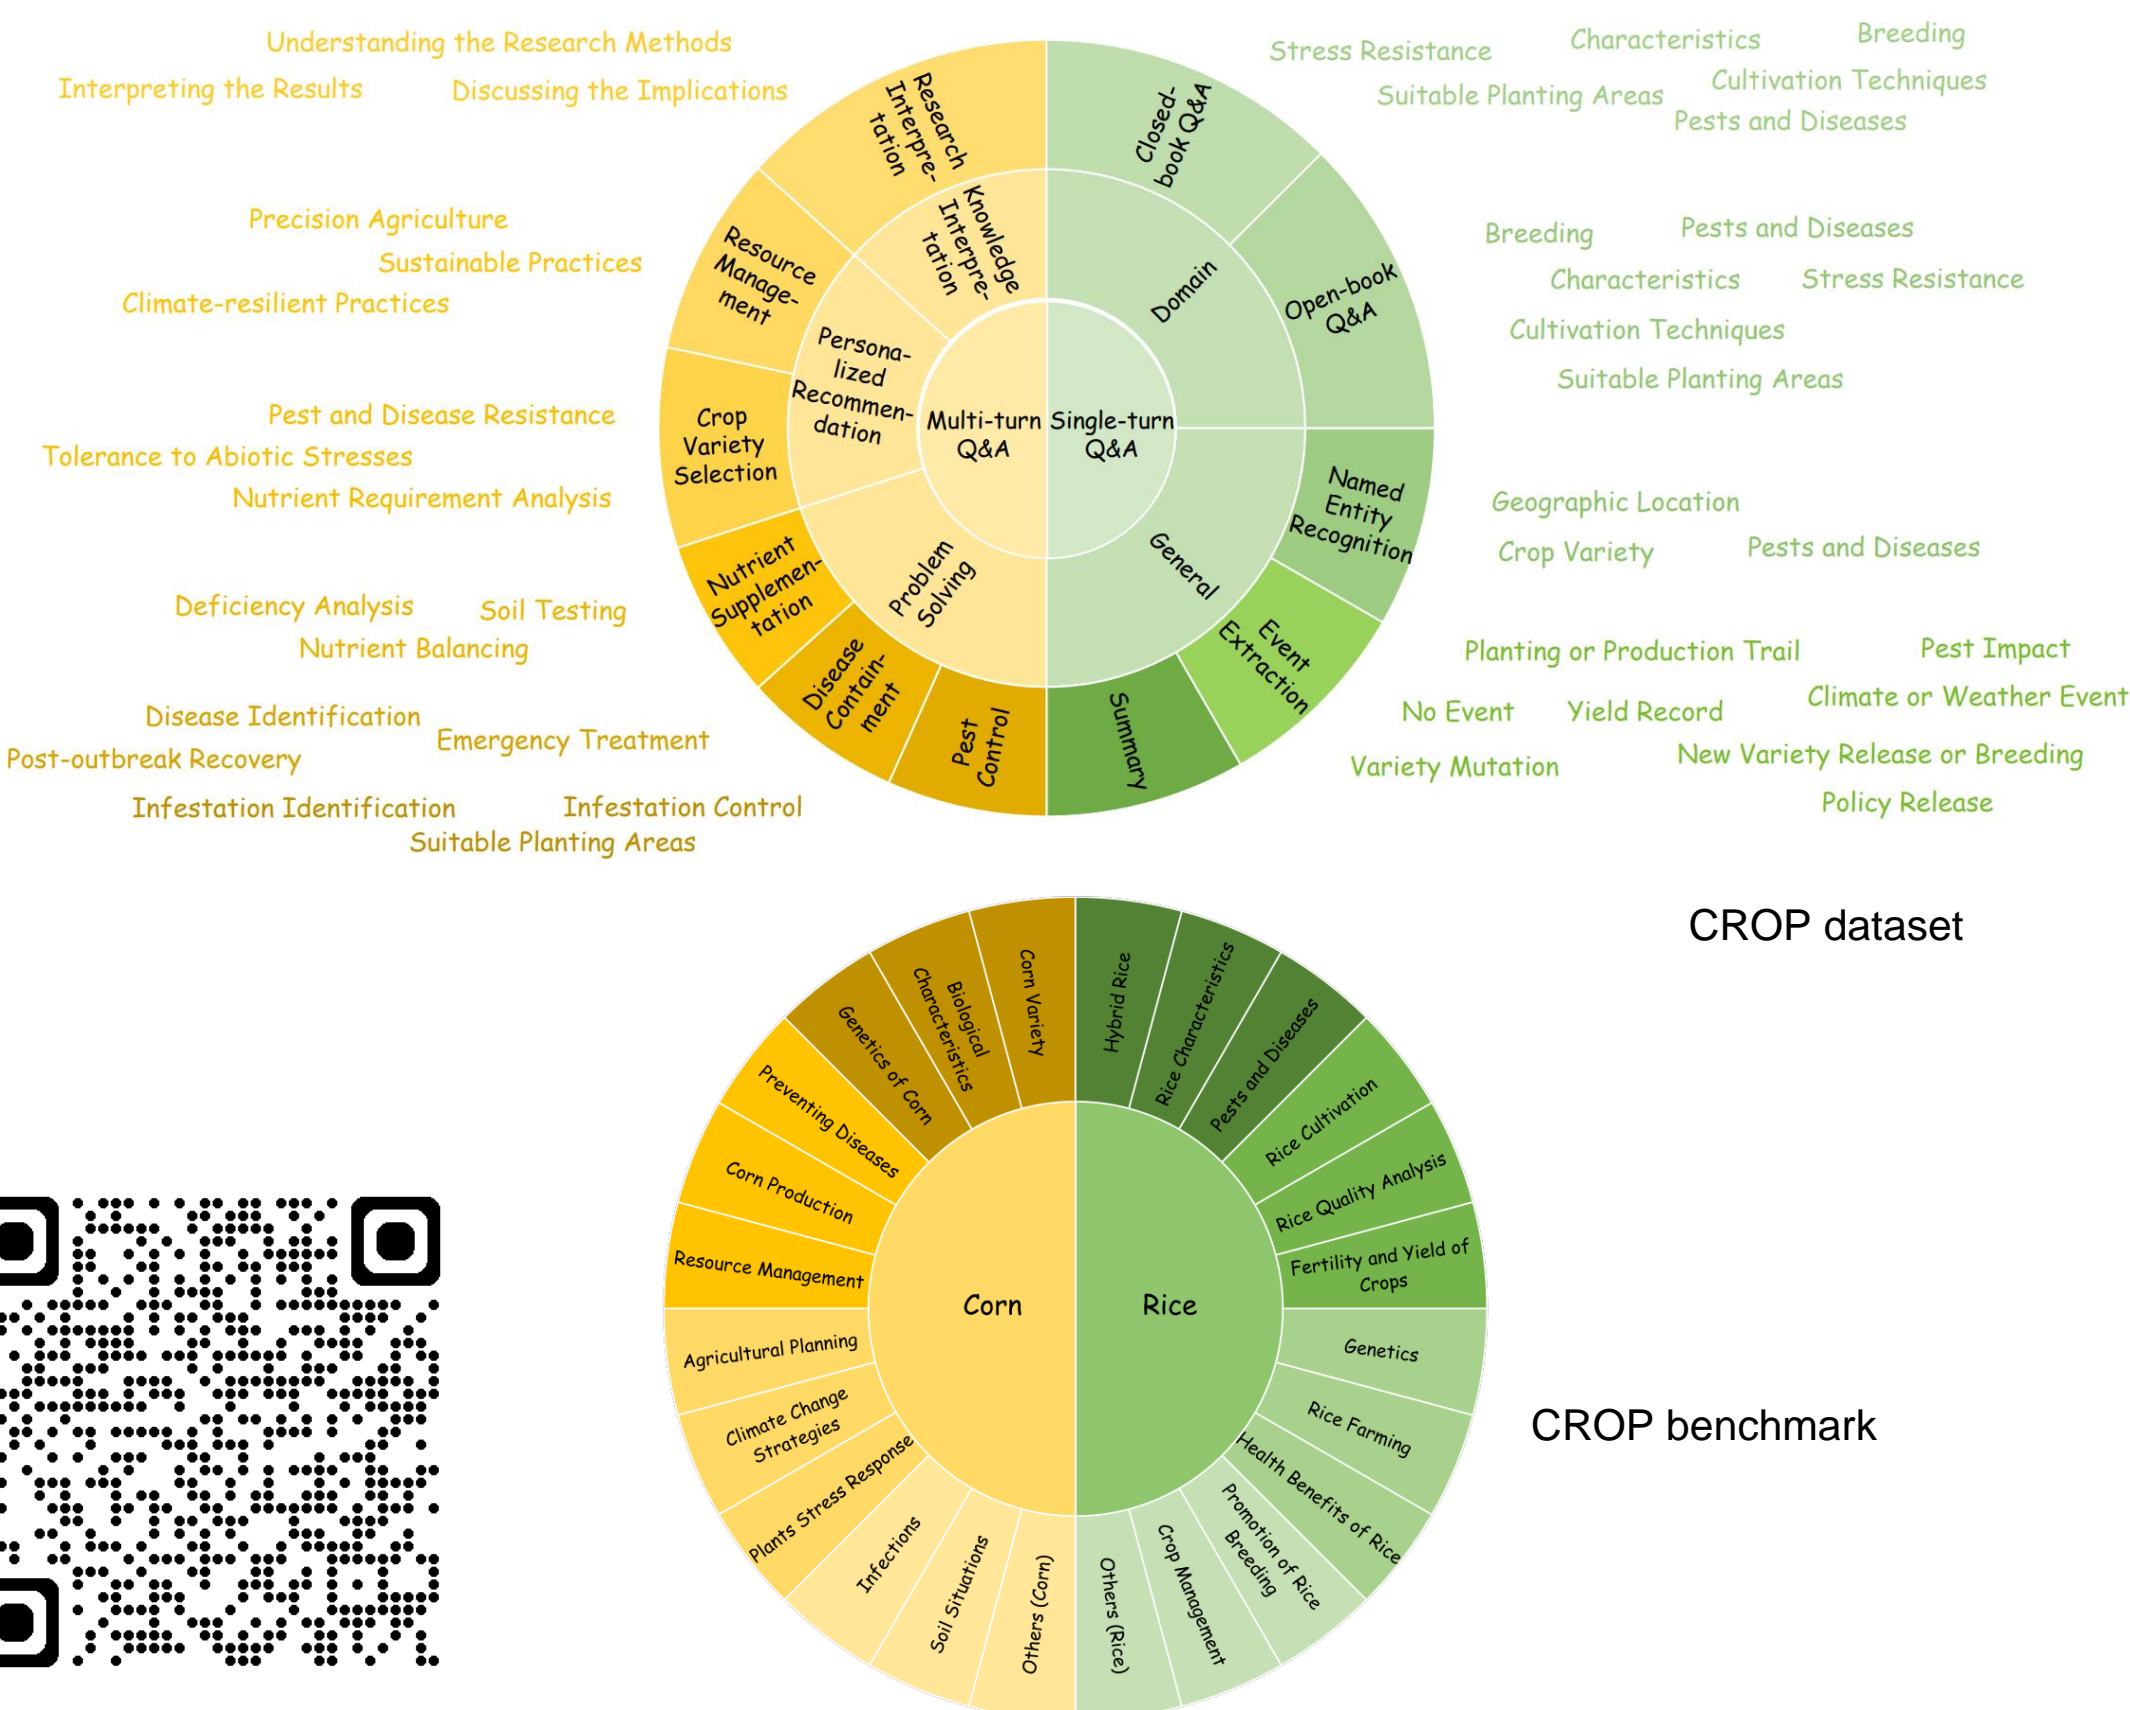 Understanding the Research Methods
Interpreting the Results
Discussing the Implications
Precision Agriculture
Sustainable Practices
Climate-resilient Practices
Pest and Disease Resistance
Tolerance to Abiotic Stresses
Nutrient Requirement Analysis
Deficiency Analysis
Soil Testing
Nutrient Balancing
Disease Identification
Emergency Treatment
Post-outbreak Recovery
Infestation Identification
Infestation Control
Suitable Planting Areas
Research
Interpre-
tation
Knowledge
Interpre-
tation
Resource
Manage-
ment
Persona-
lized
Recommen-
dation
Crop
Variety
Selection
Multi-turn
Q&A
Nutrient
Supplemen-
tation
Problem
Solving
Disease
Contain-
ment
Pest
Control
Closed-
book Q&A
Domain
Open-book
Q&A
Single-turn
Q&A
General
Named
Entity
Recognition
Event
Extraction
Summary
Stress Resistance
Characteristics
Breeding
Suitable Planting Areas
Cultivation Techniques
Pests and Diseases
Breeding
Pests and Diseases
Characteristics
Stress Resistance
Cultivation Techniques
Suitable Planting Areas
Geographic Location
Crop Variety
Pests and Diseases
Planting or Production Trail
Pest Impact
Climate or Weather Event
No Event
Yield Record
Variety Mutation
New Variety Release or Breeding
Policy Release
CROP dataset
Corn Variety
Biological
Characteristics
Genetics of Corn
Preventing Diseases
Corn Production
Resource Management
Agricultural Planning
Climate Change
Strategies
Plants Stress Response
Infections
Soil Situations
Others (Corn)
Corn
Rice
Hybrid Rice
Rice Characteristics
Pests and Diseases
Rice Cultivation
Rice Quality Analysis
Fertility and Yield of
Crops
Genetics
Rice Farming
Health Benefits of Rice
Promotion of Rice
Breeding
Crop Management
Others (Rice)
CROP benchmark